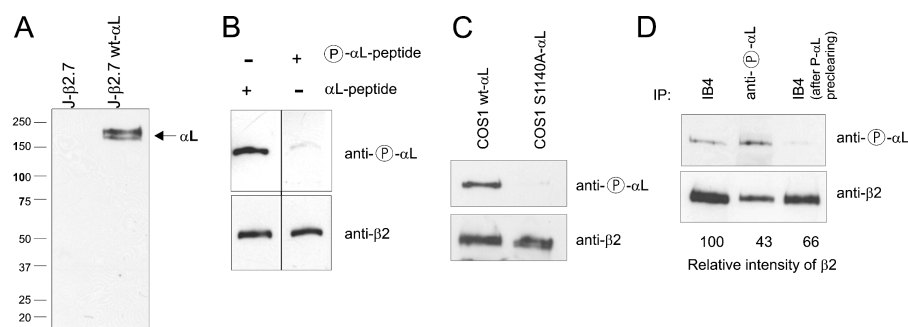 A
J-β2.7
J-β2.7 wt-αL
250
150
100
75
50
37
25
20
αL
B
Ⓟ-αL-peptide
- +
+ -
αL-peptide
anti-Ⓟ-αL
anti-β2
C
COS1 wt-αL
COS1 S1140A-αL
anti-Ⓟ-αL
anti-β2
D
IP:
IB4
anti-Ⓟ-αL
IB4
(after P-αL
preclearing)
anti-Ⓟ-αL
anti-β2
100 43 66
Relative intensity of β2